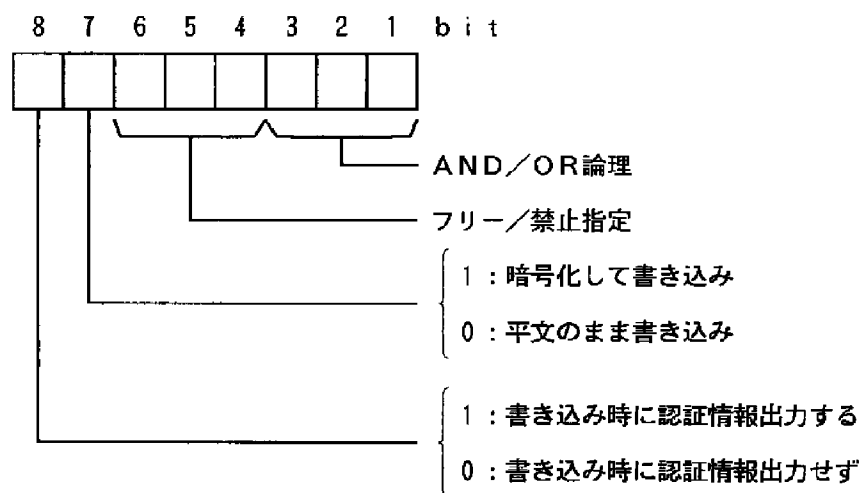 8 7 6 5 4 3 2 1 bit
AND/OR論理
フリー/禁止指定
1:暗号化して書き込み
0:平文のまま書き込み
1:書き込み時に認証情報出力する
0:書き込み時に認証情報出力せず